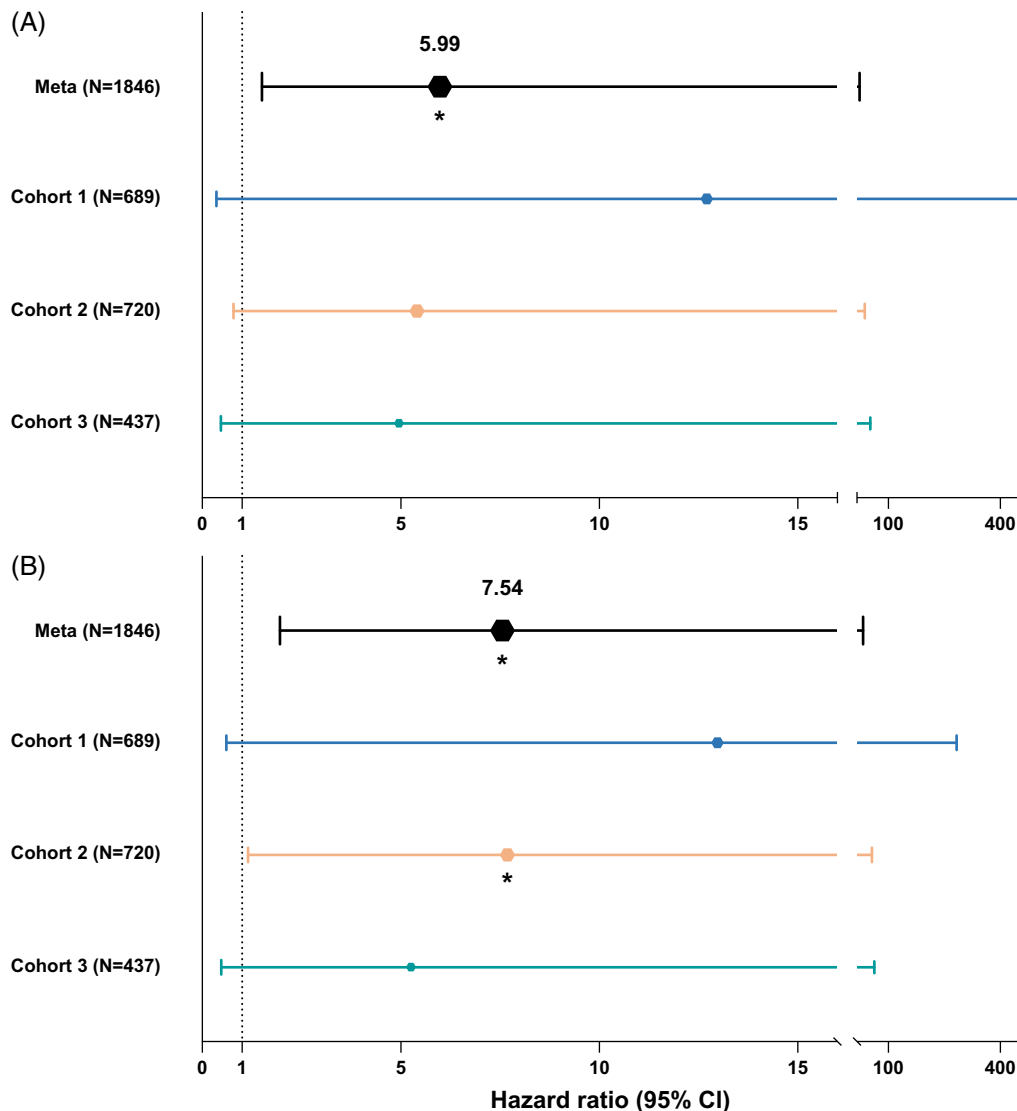 (A)
5.99
Meta (N=1846)
*
Cohort 1 (N=689)
Cohort 2 (N=720)
Cohort 3 (N=437)
0 1 5 10 15 100 400
(B)
7.54
Meta (N=1846)
*
Cohort 1 (N=689)
Cohort 2 (N=720)
*
Cohort 3 (N=437)
0 1 5 10 15 100 400
Hazard ratio (95% CI)